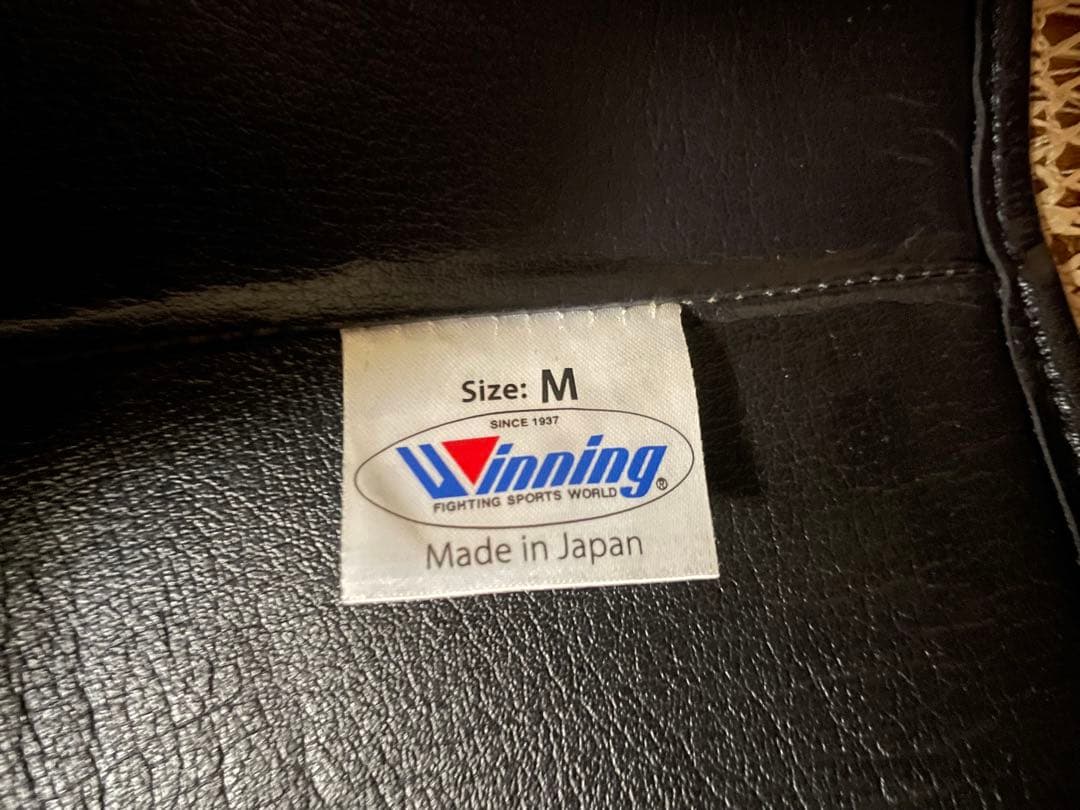 Size: M
SINCE 1937
Winning®
FIGHTING SPORTS WORLD
Made in Japan